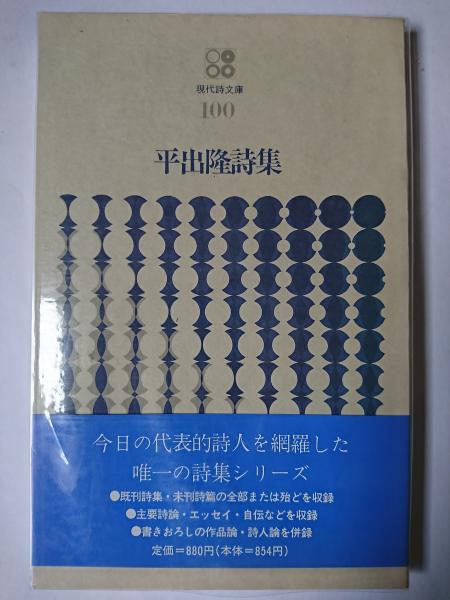 現代詩文庫
100
平出隆詩集
今日の代表的詩人を網羅した
唯一の詩集シリーズ
●既刊詩集・未刊詩篇の全部または殆どを収録
●主要詩論・エッセイ・自伝などを収録
●書きおろしの作品論・詩人論を併録
定価=880円(本体=854円)